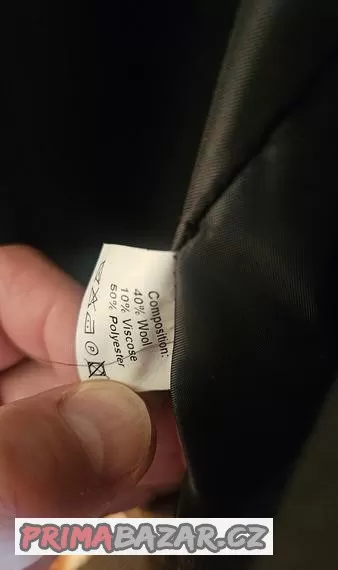 Composition:
40% Wool
10% Viscose
50% Polyester
P
PRIMABAZAR.CZ